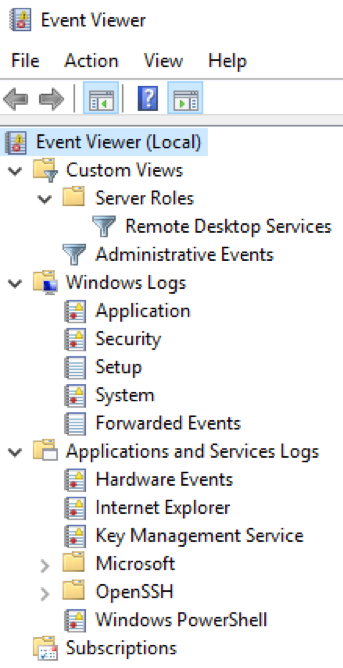 Event Viewer
File Action View Help
Event Viewer (Local)
Custom Views
Server Roles
Remote Desktop Services
Administrative Events
Windows Logs
Application
Security
Setup
System
Forwarded Events
Applications and Services Logs
Hardware Events
Internet Explorer
Key Management Service
Microsoft
OpenSSH
Windows PowerShell
Subscriptions